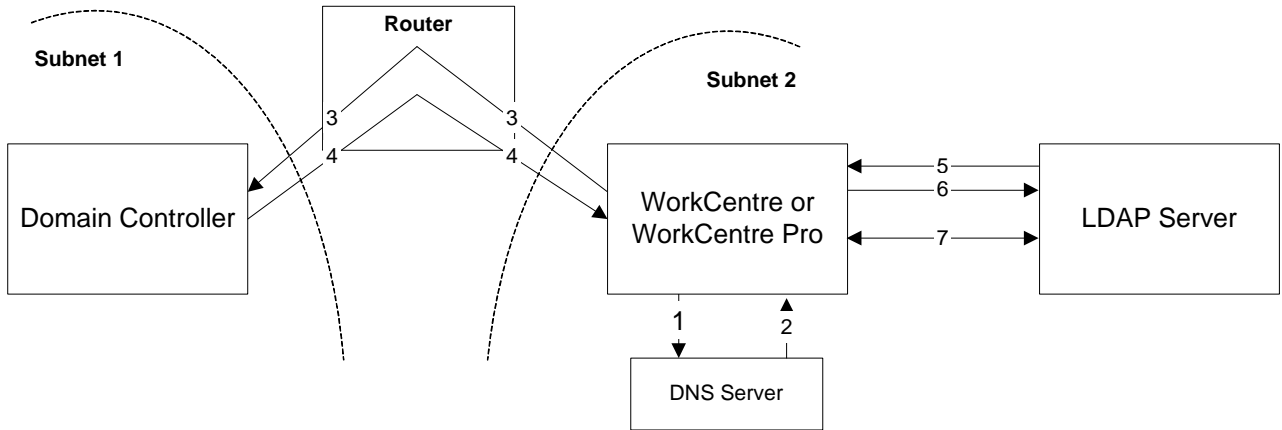 Router
Subnet 1
Subnet 2
3
3
4
4
Domain Controller
WorkCentre or
WorkCentre Pro
5
6
7
LDAP Server
1
2
DNS Server